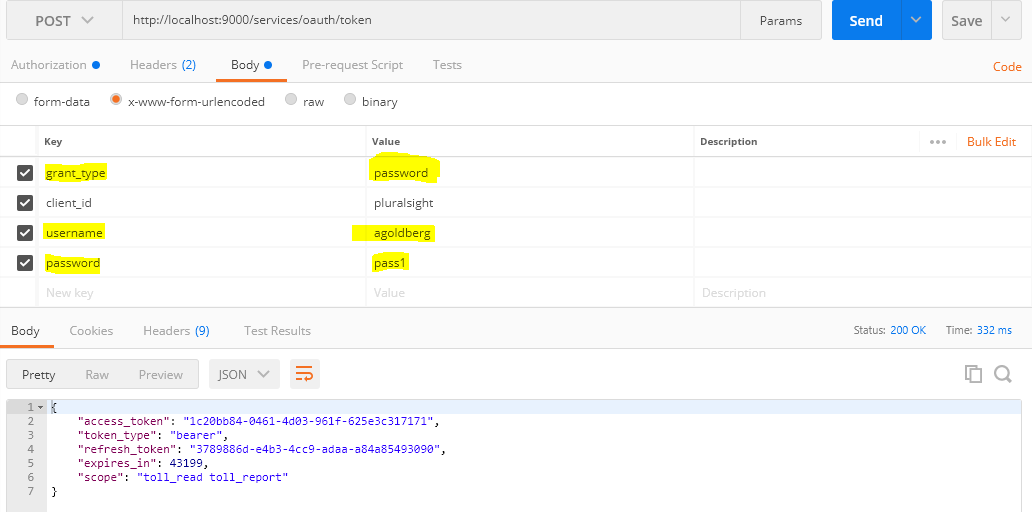 POST http://localhost:9000/services/oauth/token Params Send Save
Authorization Headers (2) Body Pre-request Script Tests Code
form-data x-www-form-urlencoded raw binary
Key Value Description ••• Bulk Edit
grant_type password
client_id pluralsight
username agoldberg
password pass1
New key Value Description
Body Cookies Headers (9) Test Results Status: 200 OK Time: 332 ms
Pretty Raw Preview JSON
1 {
2 "access_token": "1c20bb84-0461-4d03-961f-625e3c317171",
3 "token_type": "bearer",
4 "refresh_token": "3789886d-e4b3-4cc9-adaa-a84a85493090",
5 "expires_in": 43199,
6 "scope": "toll_read toll_report"
7 }